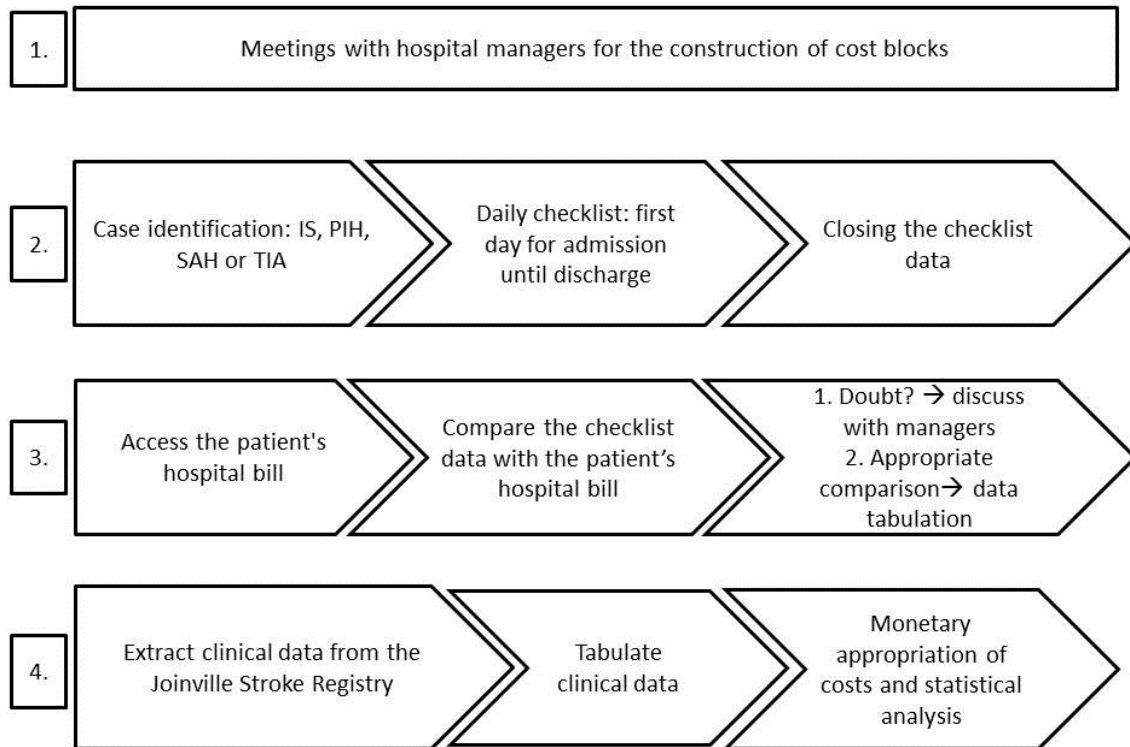 1.
Meetings with hospital managers for the construction of cost blocks
2.
Case identification: IS, PIH,
SAH or TIA
Daily checklist: first
day for admission
until discharge
Closing the checklist
data
3.
Access the patient's
hospital bill
Compare the checklist
data with the patient’s
hospital bill
1. Doubt? → discuss
with managers
2. Appropriate
comparison→ data
tabulation
4.
Extract clinical data from the
Joinville Stroke Registry
Tabulate
clinical data
Monetary
appropriation of
costs and statistical
analysis